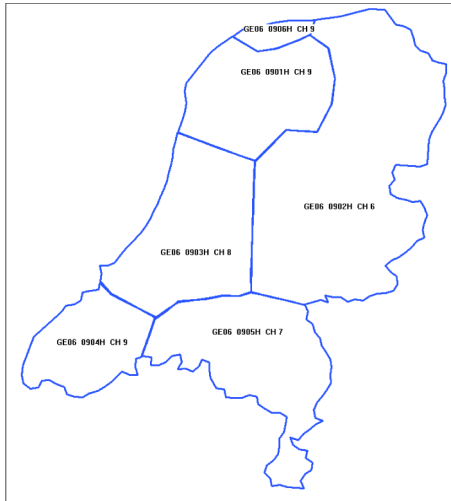 GE06 0906H CH 9
GE06 0901H CH 9
GE06 0902H CH 6
GE06 0903H CH 8
GE06 0904H CH 9
GE06 0905H CH 7